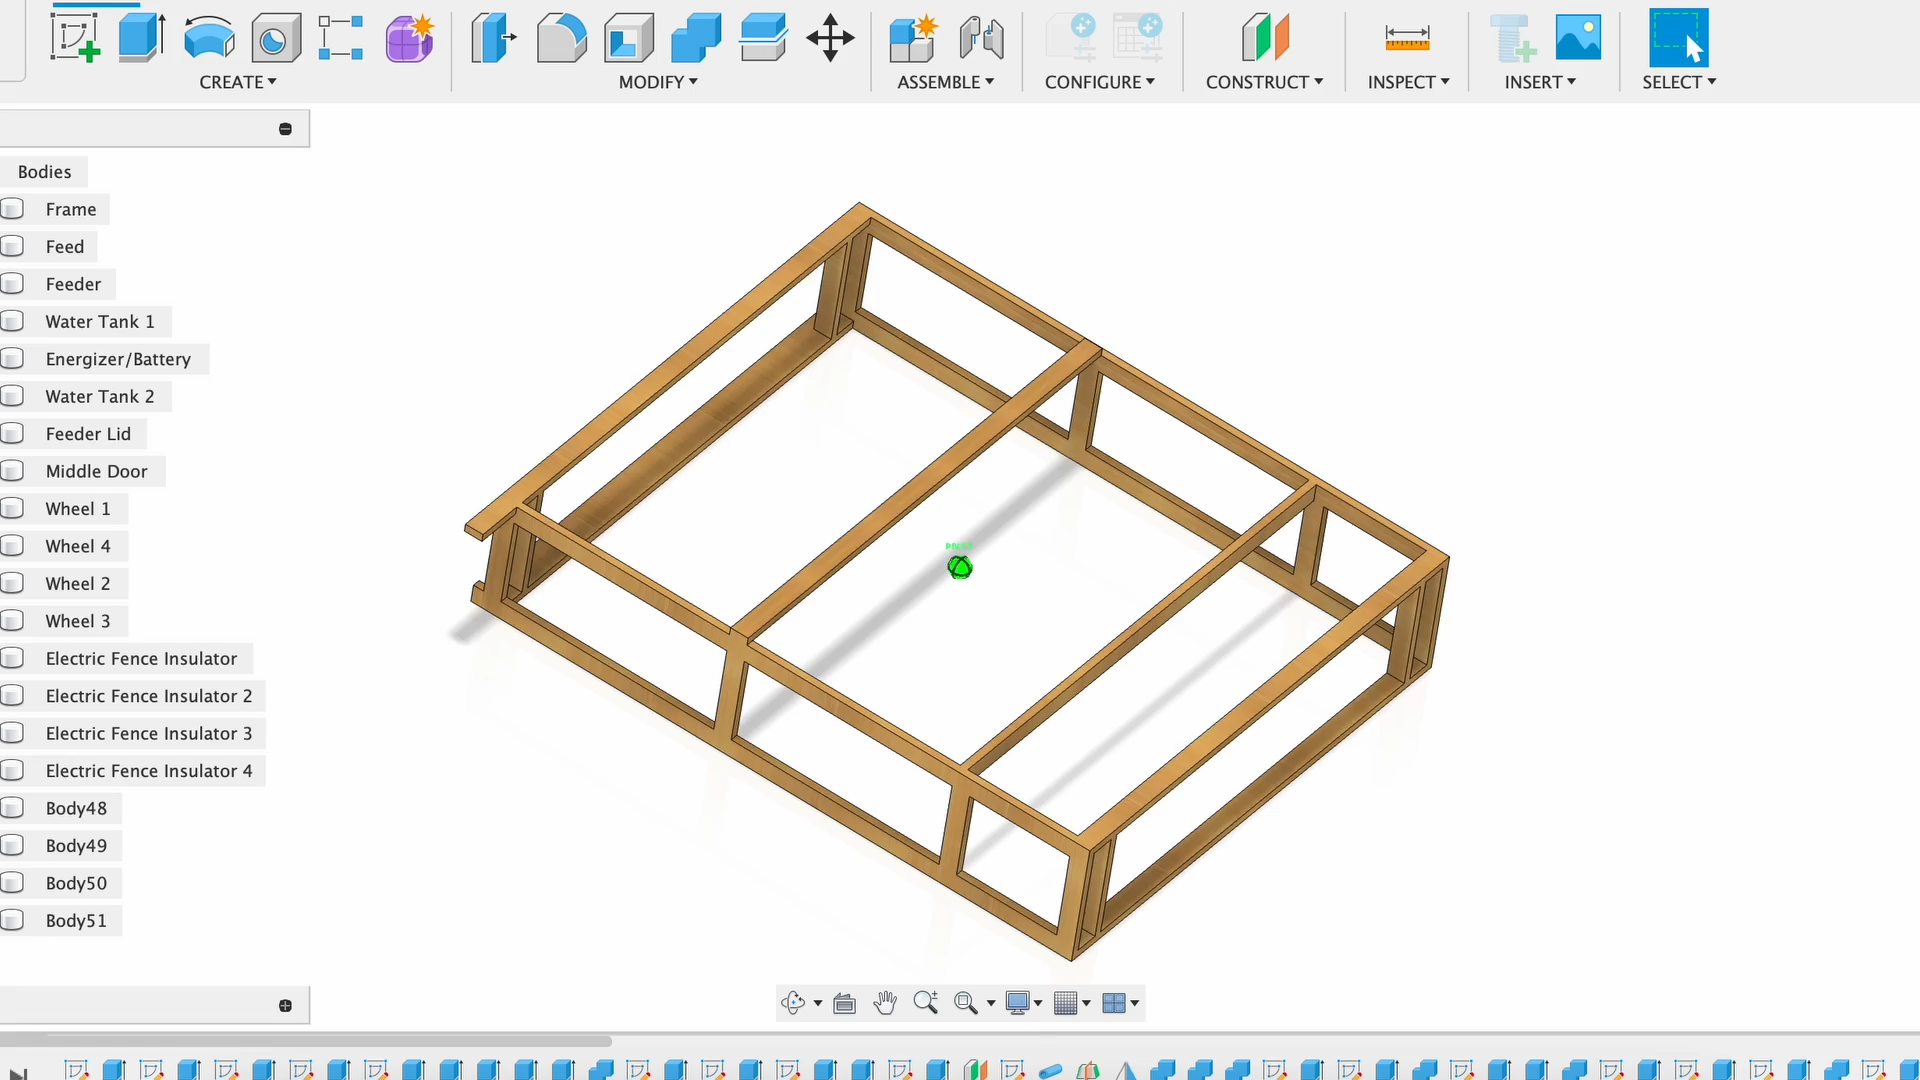 CREATE
MODIFY
ASSEMBLE
CONFIGURE
CONSTRUCT
INSPECT
INSERT
SELECT
Bodies
Frame
Feed
Feeder
Water Tank 1
Energizer/Battery
Water Tank 2
Feeder Lid
Middle Door
Wheel 1
Wheel 4
Wheel 2
Wheel 3
Electric Fence Insulator
Electric Fence Insulator 2
Electric Fence Insulator 3
Electric Fence Insulator 4
Body48
Body49
Body50
Body51